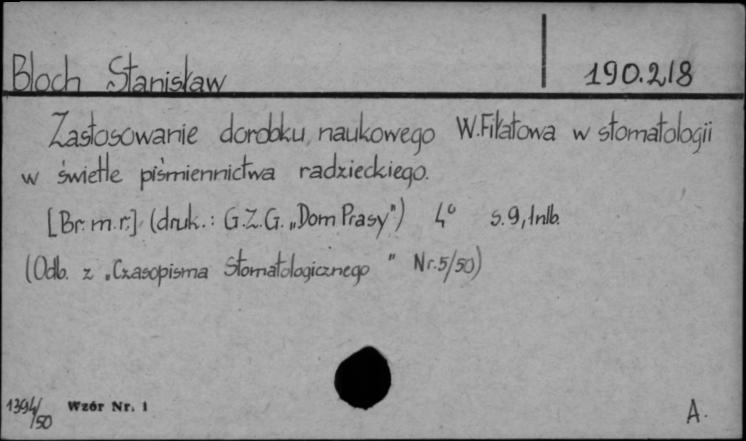 Bloch Stanisław
190.218
Zastosowanie dorobku naukowego W. Fiłatowa w stomatologii
w świetle piśmiennictwa radzieckiego.
[Br. m. r.] (druk.: G.Z.G. „Dom Prasy") 4° s. 9, 1nlb.
(Odb. z „Czasopisma Stomatologicznego" Nr. 5/50)
1394/50 Wzór Nr. 1
A.